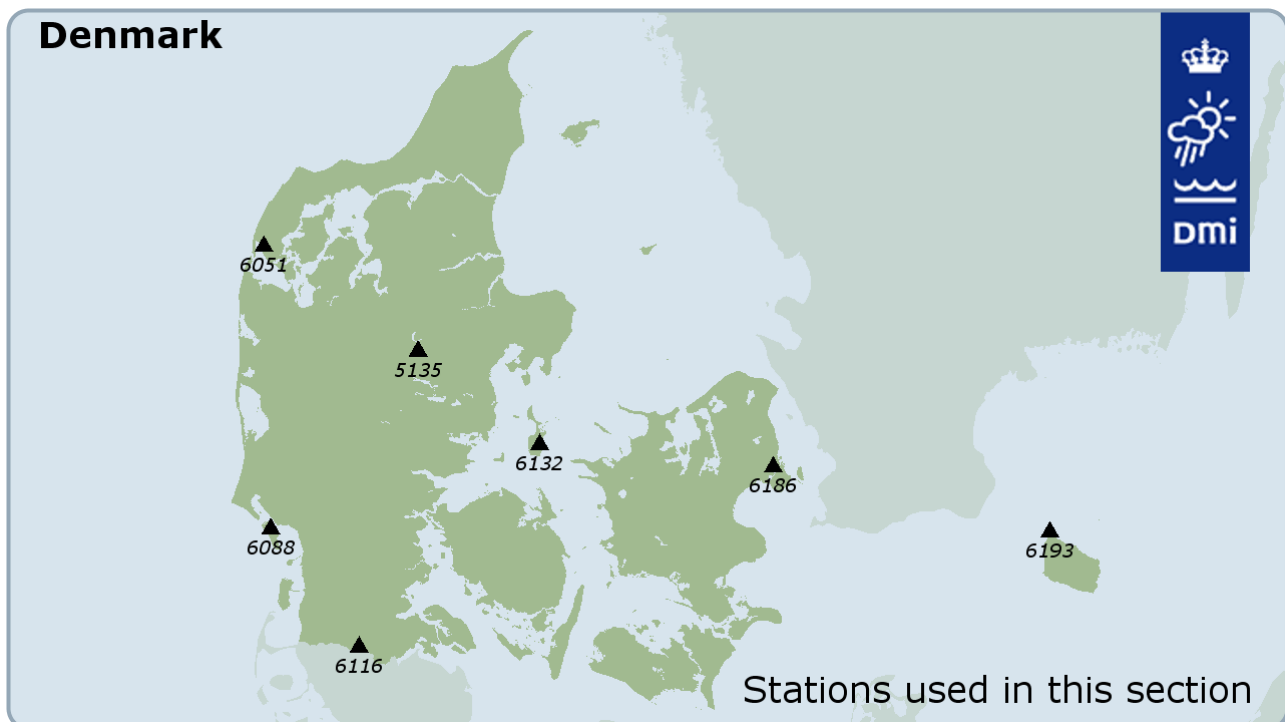 Denmark
DMi
6051
5135
6132
6186
6088
6193
6116
Stations used in this section